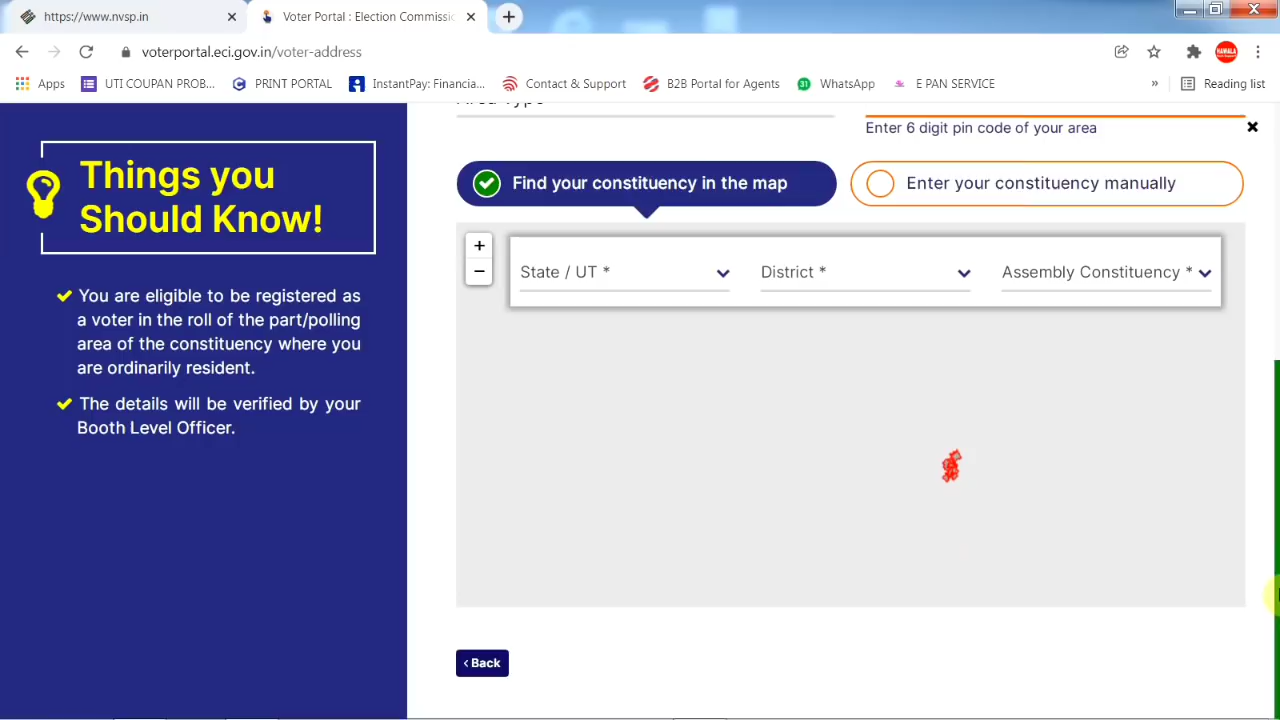 https://www.nvsp.in
Voter Portal : Election Commissic
voterportal.eci.gov.in/voter-address
Apps
UTI COUPAN PROB...
PRINT PORTAL
InstantPay: Financia...
Contact & Support
B2B Portal for Agents
31
WhatsApp
E PAN SERVICE
»
Reading list
Area Type
Enter 6 digit pin code of your area
Things you
Should Know!
Find your constituency in the map
Enter your constituency manually
+
−
State / UT *
District *
Assembly Constituency *
You are eligible to be registered as
a voter in the roll of the part/polling
area of the constituency where you
are ordinarily resident.
The details will be verified by your
Booth Level Officer.
‹ Back